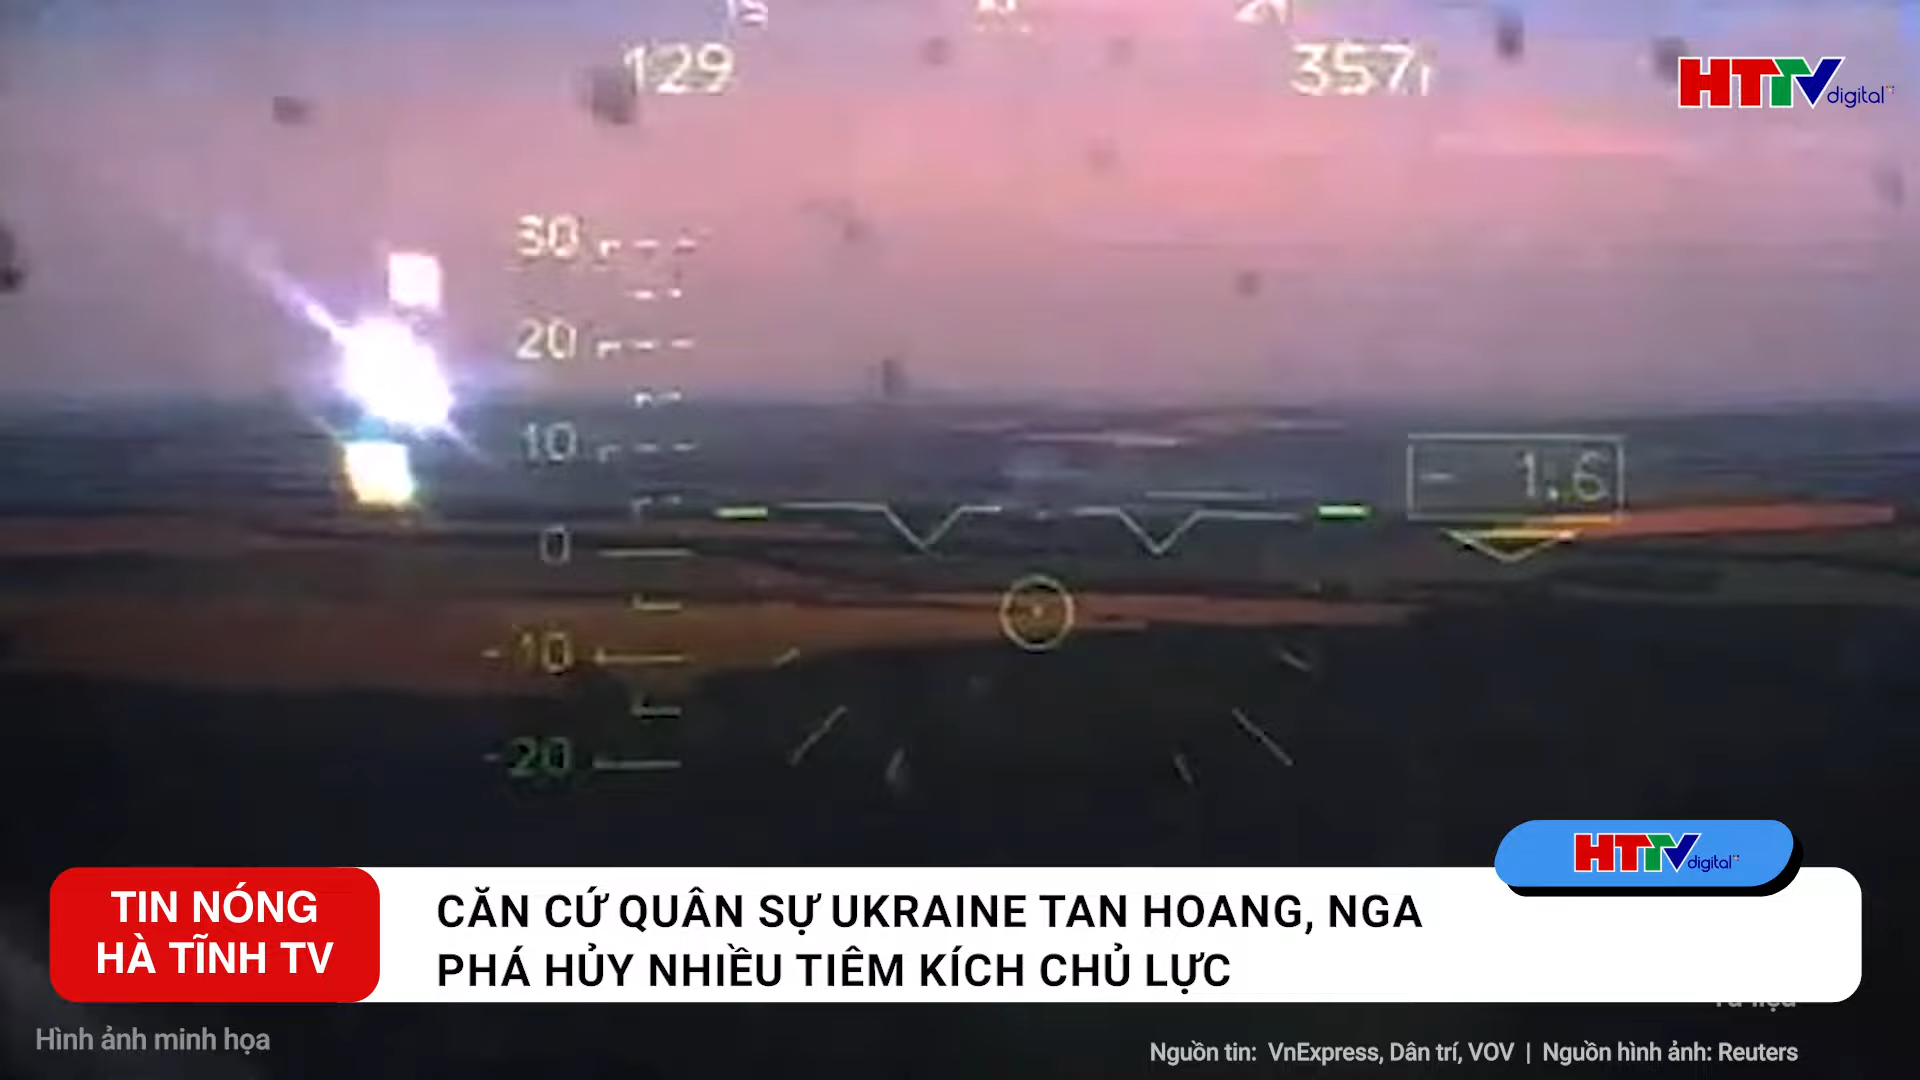 129
357
HTTV digital
30
20
10
- 1.6
0
-10
-20
HTTV digital
TIN NÓNG
HÀ TĨNH TV
CĂN CỨ QUÂN SỰ UKRAINE TAN HOANG, NGA
PHÁ HỦY NHIỀU TIÊM KÍCH CHỦ LỰC
Hình ảnh minh họa
Nguồn tin: VnExpress, Dân trí, VOV | Nguồn hình ảnh: Reuters